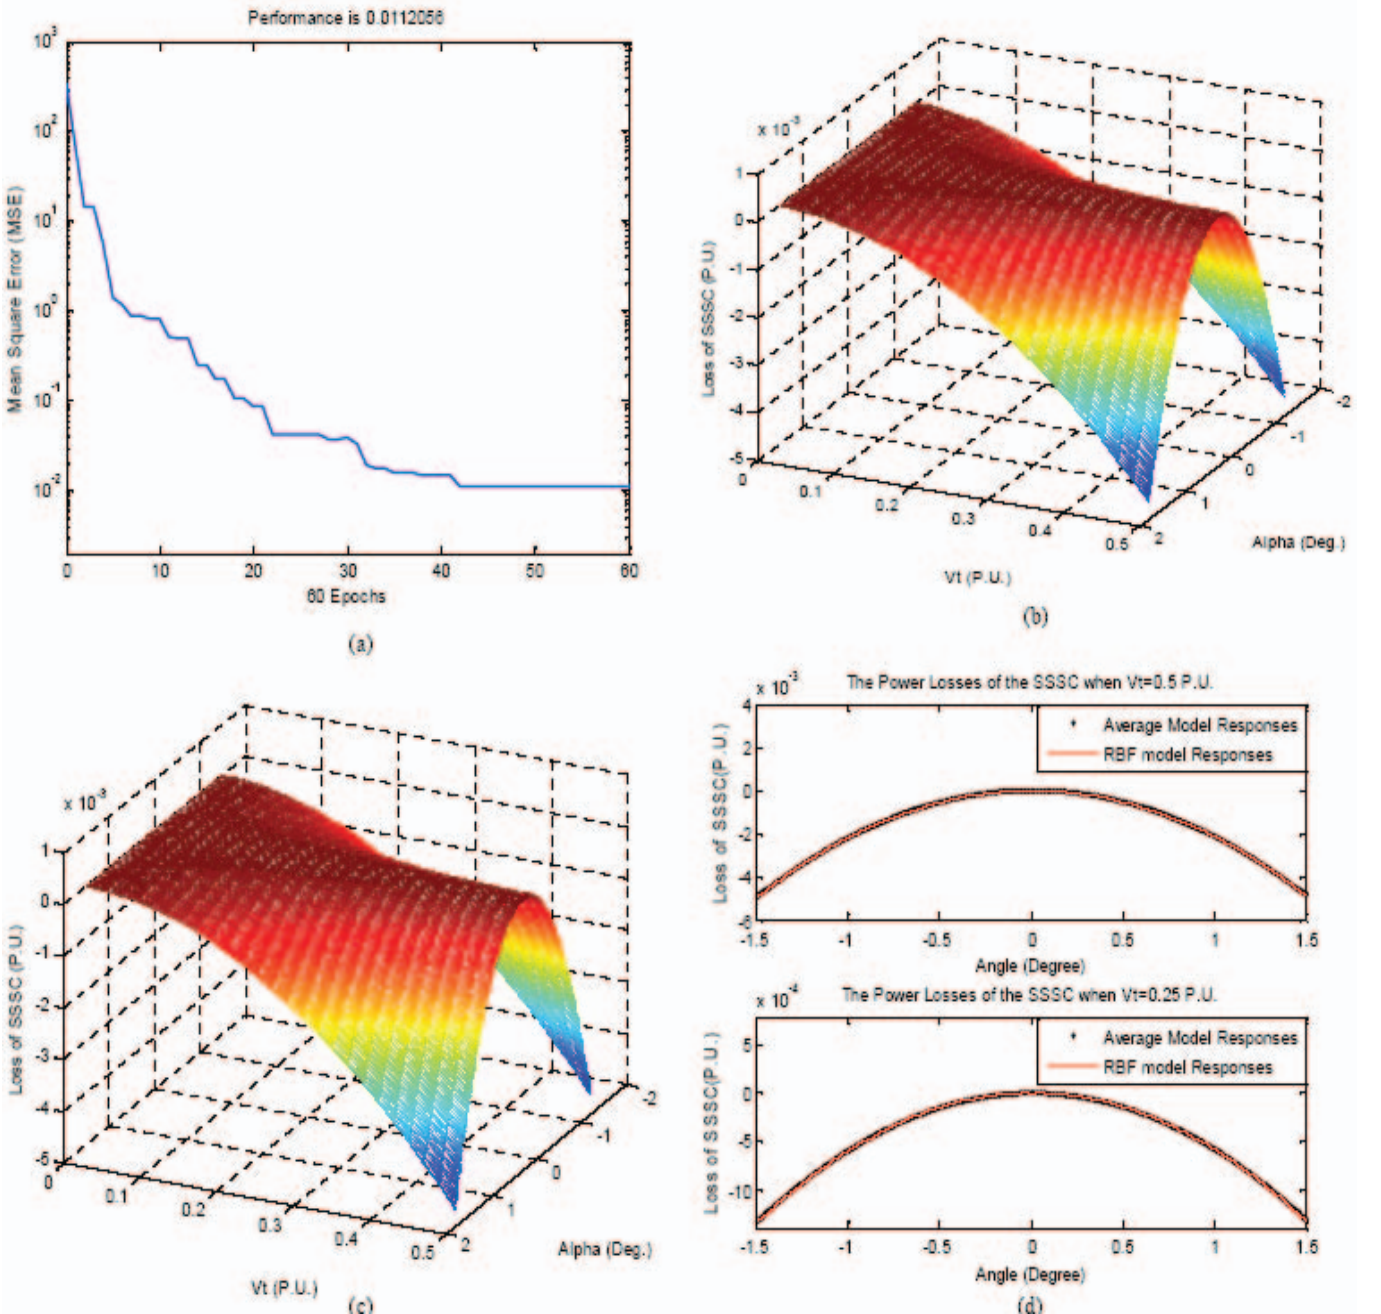 Performance is 0.0112056
10^3
10^2
10^1
10^0
10^-1
10^-2
Mean Square Error (MSE)
0 10 20 30 40 50 60
60 Epochs
(a)
x 10^-3
1
0
-1
-2
-3
-4
-5
Loss of SSSC (P.U.)
0 0.1 0.2 0.3 0.4 0.5
2 1 0 -1 -2
Alpha (Deg.)
Vt (P.U.)
(b)
x 10^-3
1
0
-1
-2
-3
-4
-5
Loss of SSSC (P.U.)
0 0.1 0.2 0.3 0.4 0.5
2 1 0 -1 -2
Alpha (Deg.)
Vt (P.U.)
(c)
x 10^-3
The Power Losses of the SSSC when Vt=0.5 P.U.
4
2
0
-2
-4
-6
Loss of SSSC(P.U.)
Average Model Responses
RBF model Responses
-1.5 -1 -0.5 0 0.5 1 1.5
Angle (Degree)
x 10^-4
The Power Losses of the SSSC when Vt=0.25 P.U.
5
0
-5
-10
Loss of SSSC(P.U.)
Average Model Responses
RBF model Responses
-1.5 -1 -0.5 0 0.5 1 1.5
Angle (Degree)
(d)